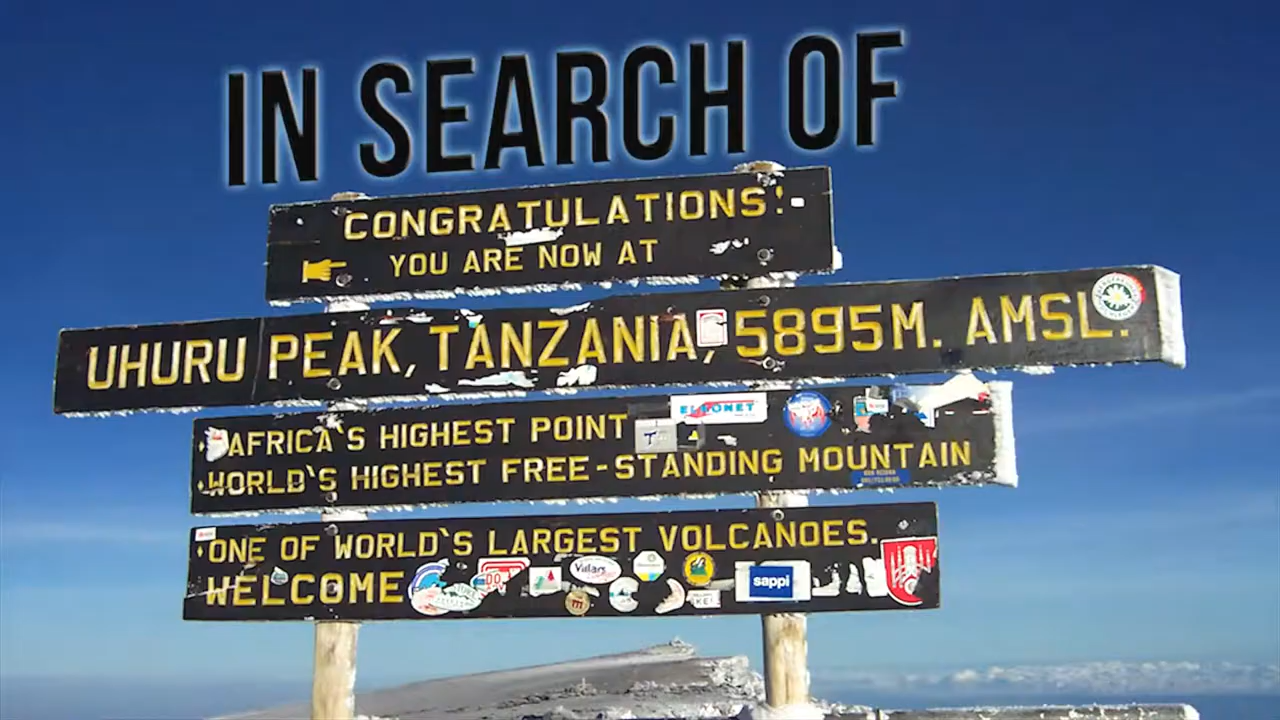 IN SEARCH OF
CONGRATULATIONS!
YOU ARE NOW AT
UHURU PEAK, TANZANIA, 5895M. AMSL.
AFRICA'S HIGHEST POINT
WORLD'S HIGHEST FREE-STANDING MOUNTAIN
ONE OF WORLD'S LARGEST VOLCANOES.
WELCOME
sappi